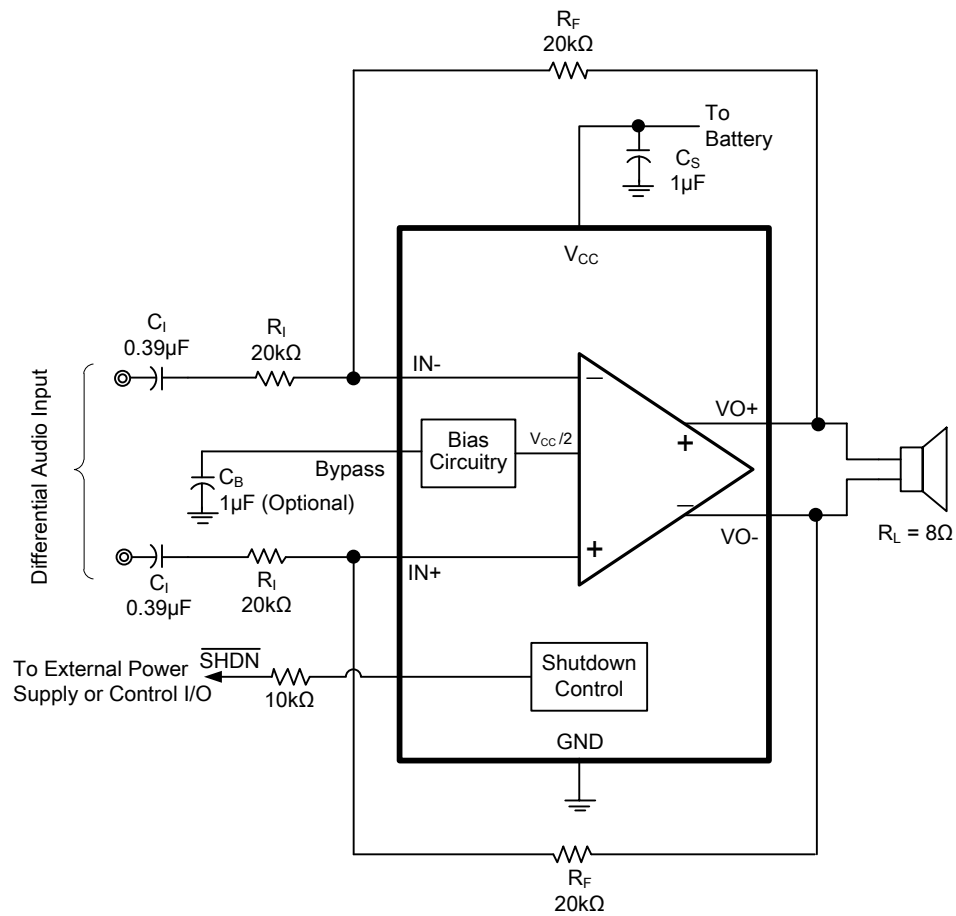 R_F
20kΩ
To
Battery
C_S
1µF
V_CC
C_I
0.39µF
R_I
20kΩ
IN-
−
VO+
+
Differential Audio Input
Bias
Circuitry
V_CC/2
Bypass
C_B
1µF (Optional)
−
VO-
R_L = 8Ω
+
IN+
C_I
0.39µF
R_I
20kΩ
SHDN
To External Power
Supply or Control I/O
10kΩ
Shutdown
Control
GND
R_F
20kΩ